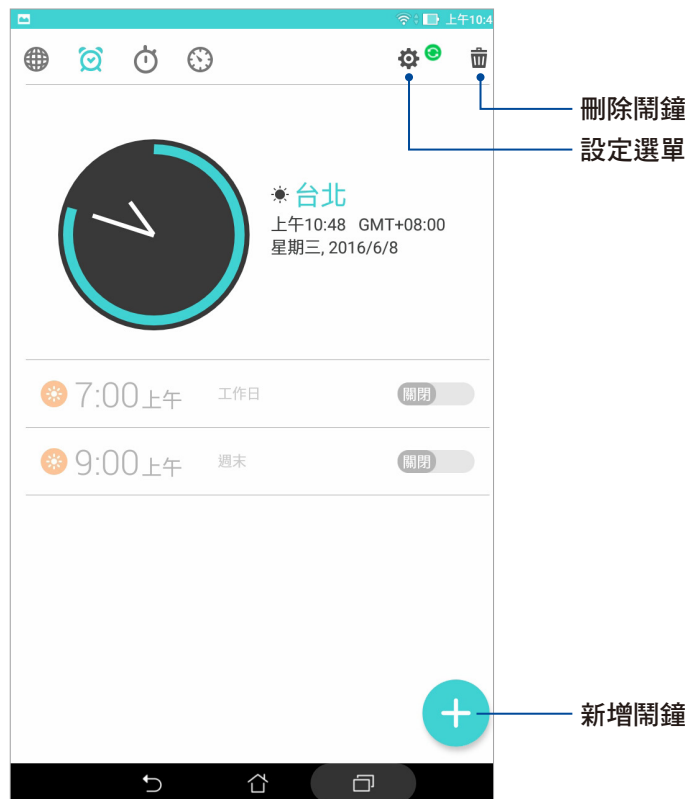 上午10:4
刪除鬧鐘
設定選單
台北
上午10:48 GMT+08:00
星期三, 2016/6/8
7:00上午 工作日 關閉
9:00上午 週末 關閉
新增鬧鐘